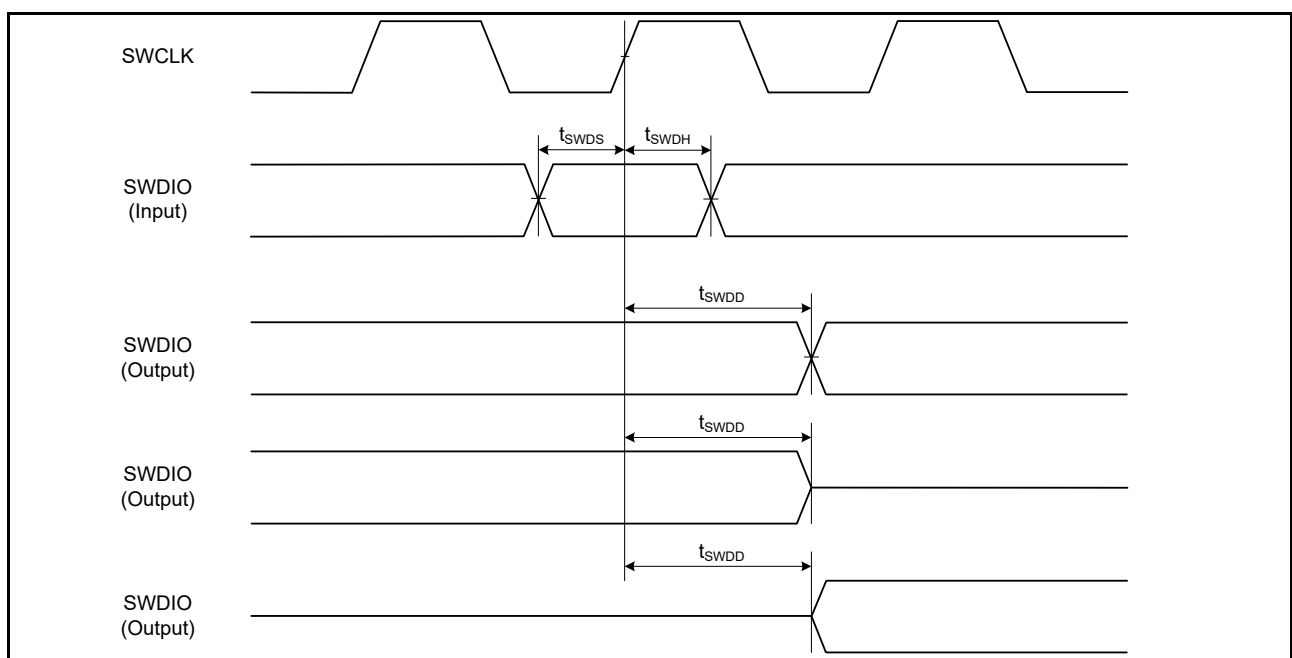 SWCLK
tSWDS tSWDH
SWDIO
(Input)
tSWDD
SWDIO
(Output)
tSWDD
SWDIO
(Output)
tSWDD
SWDIO
(Output)